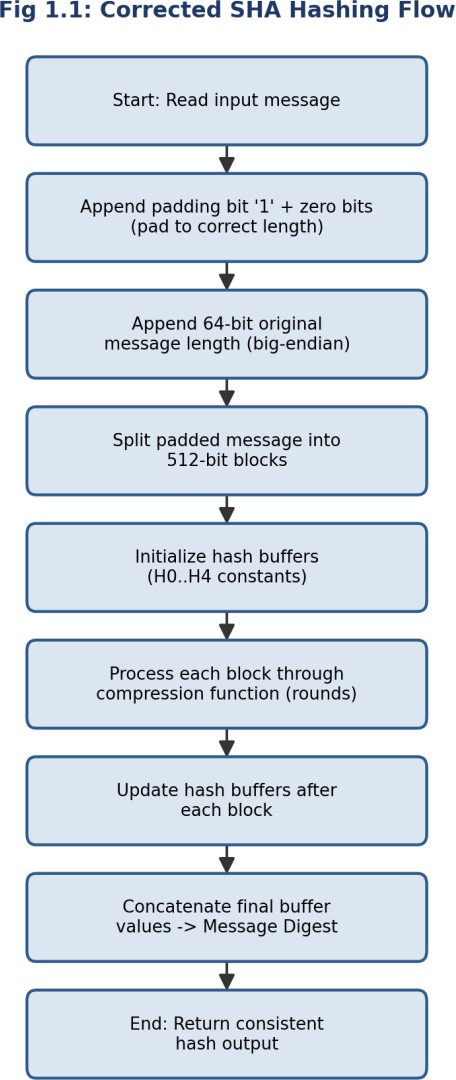 Fig 1.1: Corrected SHA Hashing Flow
Start: Read input message
Append padding bit '1' + zero bits
(pad to correct length)
Append 64-bit original
message length (big-endian)
Split padded message into
512-bit blocks
Initialize hash buffers
(H0..H4 constants)
Process each block through
compression function (rounds)
Update hash buffers after
each block
Concatenate final buffer
values -> Message Digest
End: Return consistent
hash output